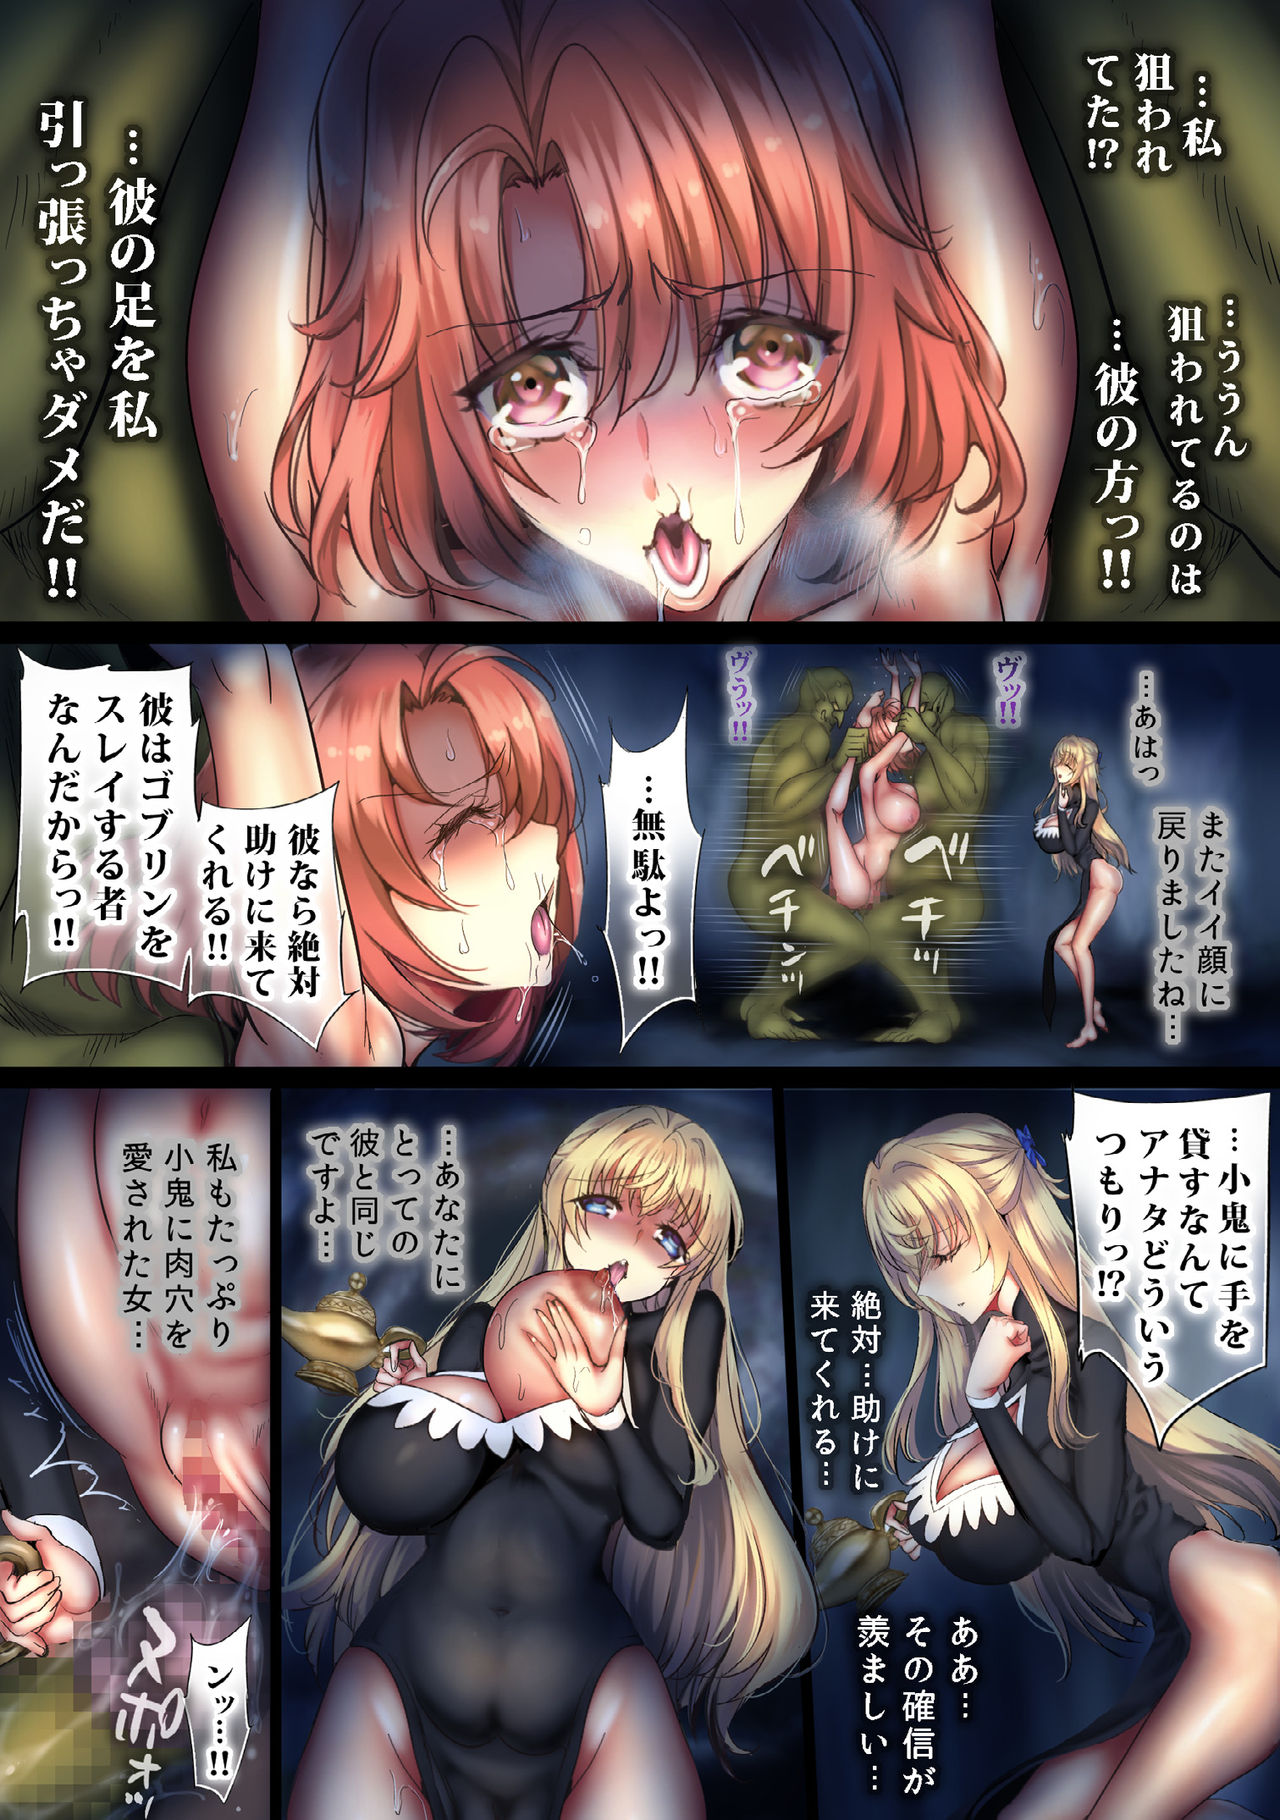 …私
狙われ
てた!?
…ううん
狙われてるのは
…彼の方っ!!
…彼の足を私
引っ張っちゃダメだ!!
…あはっ
またイイ顔に
戻りましたね…
ヴッ!!
ヴうッ!!
ベチッ
ベチンッ
…無駄よっ!!
彼なら絶対
助けに来て
くれる!!
彼はゴブリンを
スレイする者
なんだからっ!!
…小鬼に手を
貸すなんて
アナタどういう
つもりっ!?
絶対…助けに
来てくれる…
ああ…
その確信が
羨ましい…
…あなたに
とっての
彼と同じ
ですよ…
私もたっぷり
小鬼に肉穴を
愛された女…
ンッ…!!
ヌポォッ